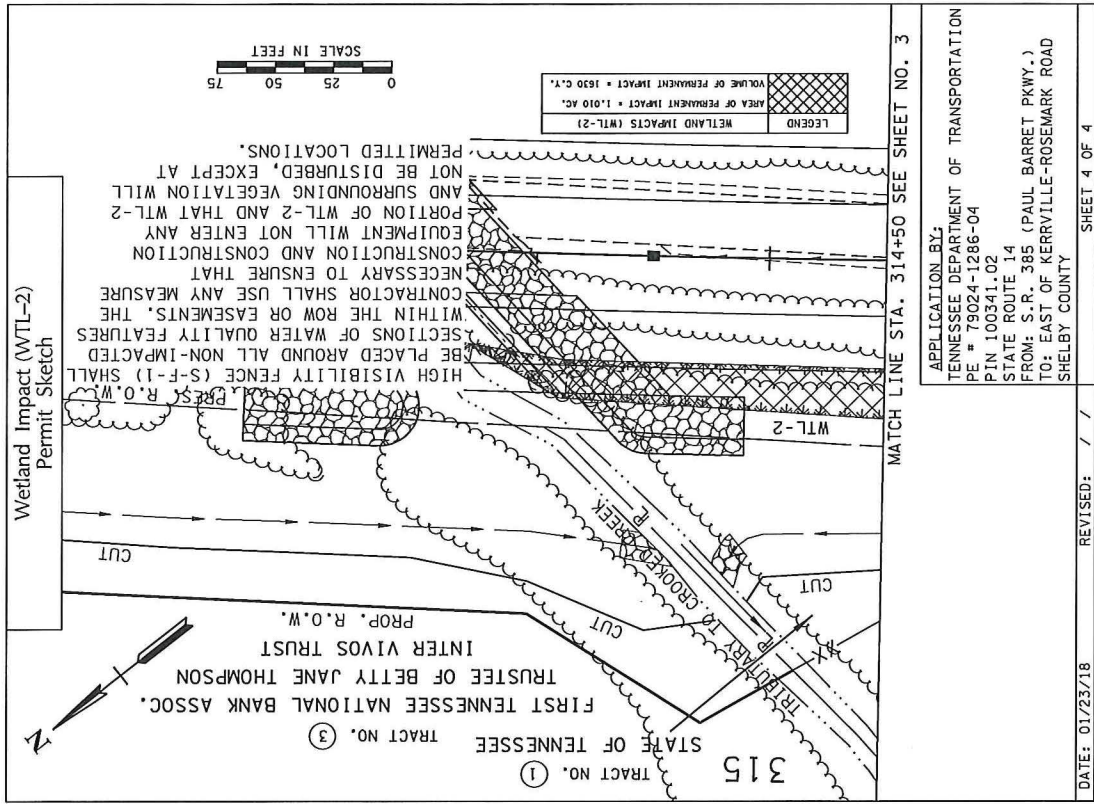 Wetland Impact (WTL-2)
Permit Sketch
SCALE IN FEET
0 25 50 75
LEGEND
WETLAND IMPACTS (WTL-2)
AREA OF PERMANENT IMPACT = 1.010 AC.
VOLUME OF PERMANENT IMPACT = 1630 C.Y.
HIGH VISIBILITY FENCE (S-F-1) SHALL
BE PLACED AROUND ALL NON-IMPACTED
SECTIONS OF WATER QUALITY FEATURES
WITHIN THE ROW OR EASEMENTS. THE
CONTRACTOR SHALL USE ANY MEASURE
NECESSARY TO ENSURE THAT
CONSTRUCTION AND CONSTRUCTION
EQUIPMENT WILL NOT ENTER ANY
PORTION OF WTL-2 AND THAT WTL-2
AND SURROUNDING VEGETATION WILL
NOT BE DISTURBED, EXCEPT AT
PERMITTED LOCATIONS.
PRES. R.O.W.
WTL-2
CUT
CUT
CUT
TRIBUTARY TO CROOKED CREEK
PROP. R.O.W.
N
TRACT NO. 1
STATE OF TENNESSEE
TRACT NO. 3
FIRST TENNESSEE NATIONAL BANK ASSOC.
TRUSTEE OF BETTY JANE THOMPSON
INTER VIVOS TRUST
315
MATCH LINE STA. 314+50 SEE SHEET NO. 3
APPLICATION BY:
TENNESSEE DEPARTMENT OF TRANSPORTATION
PE # 79024-1286-04
PIN 100341.02
STATE ROUTE 14
FROM: S.R. 385 (PAUL BARRET PKWY.)
TO: EAST OF KERRVILLE-ROSEMARK ROAD
SHELBY COUNTY
DATE: 01/23/18 REVISED: / / SHEET 4 OF 4